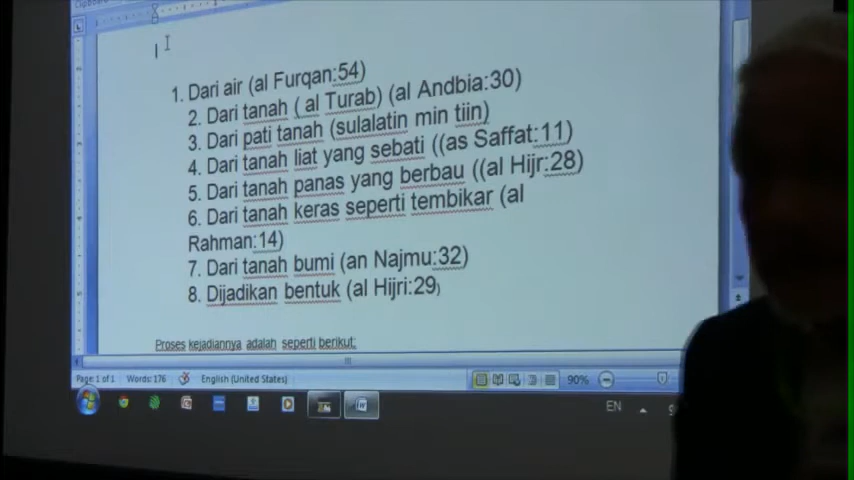 1. Dari air (al Furqan:54)
2. Dari tanah ( al Turab) (al Andbia:30)
3. Dari pati tanah (sulalatin min tiin)
4. Dari tanah liat yang sebati ((as Saffat:11)
5. Dari tanah panas yang berbau ((al Hijr:28)
6. Dari tanah keras seperti tembikar (al
Rahman:14)
7. Dari tanah bumi (an Najmu:32)
8. Dijadikan bentuk (al Hijri:29)
Proses kejadiannya adalah seperti berikut:
Page: 1 of 1 Words: 176 English (United States) 90%
EN